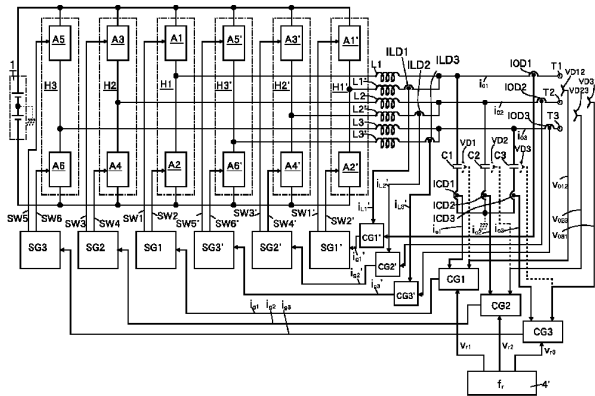 1
A5 A3 A1 A5' A3' A1'
H3 H2 H1 H3' H2' H1'
A6 A4 A2 A6' A4' A2'
L1 ILD1 ILD2 ILD3 IOD1 T1
L1' VD12
L2 IOD2 T2 VD23 VD3
L2'
L3 IOD3 T3
L3'
C1 VD1 C2 VD2 C3 VD3
ICD1
ICD2
ICD3
SW5 SW6 SW3 SW4 SW1 SW2 SW5' SW6' SW3' SW4' SW1' SW2'
SG3 SG2 SG1 SG3' SG2' SG1'
CG1'
CG2'
CG3'
CG1
CG2
CG3
Vr1 Vr2
fr 4'